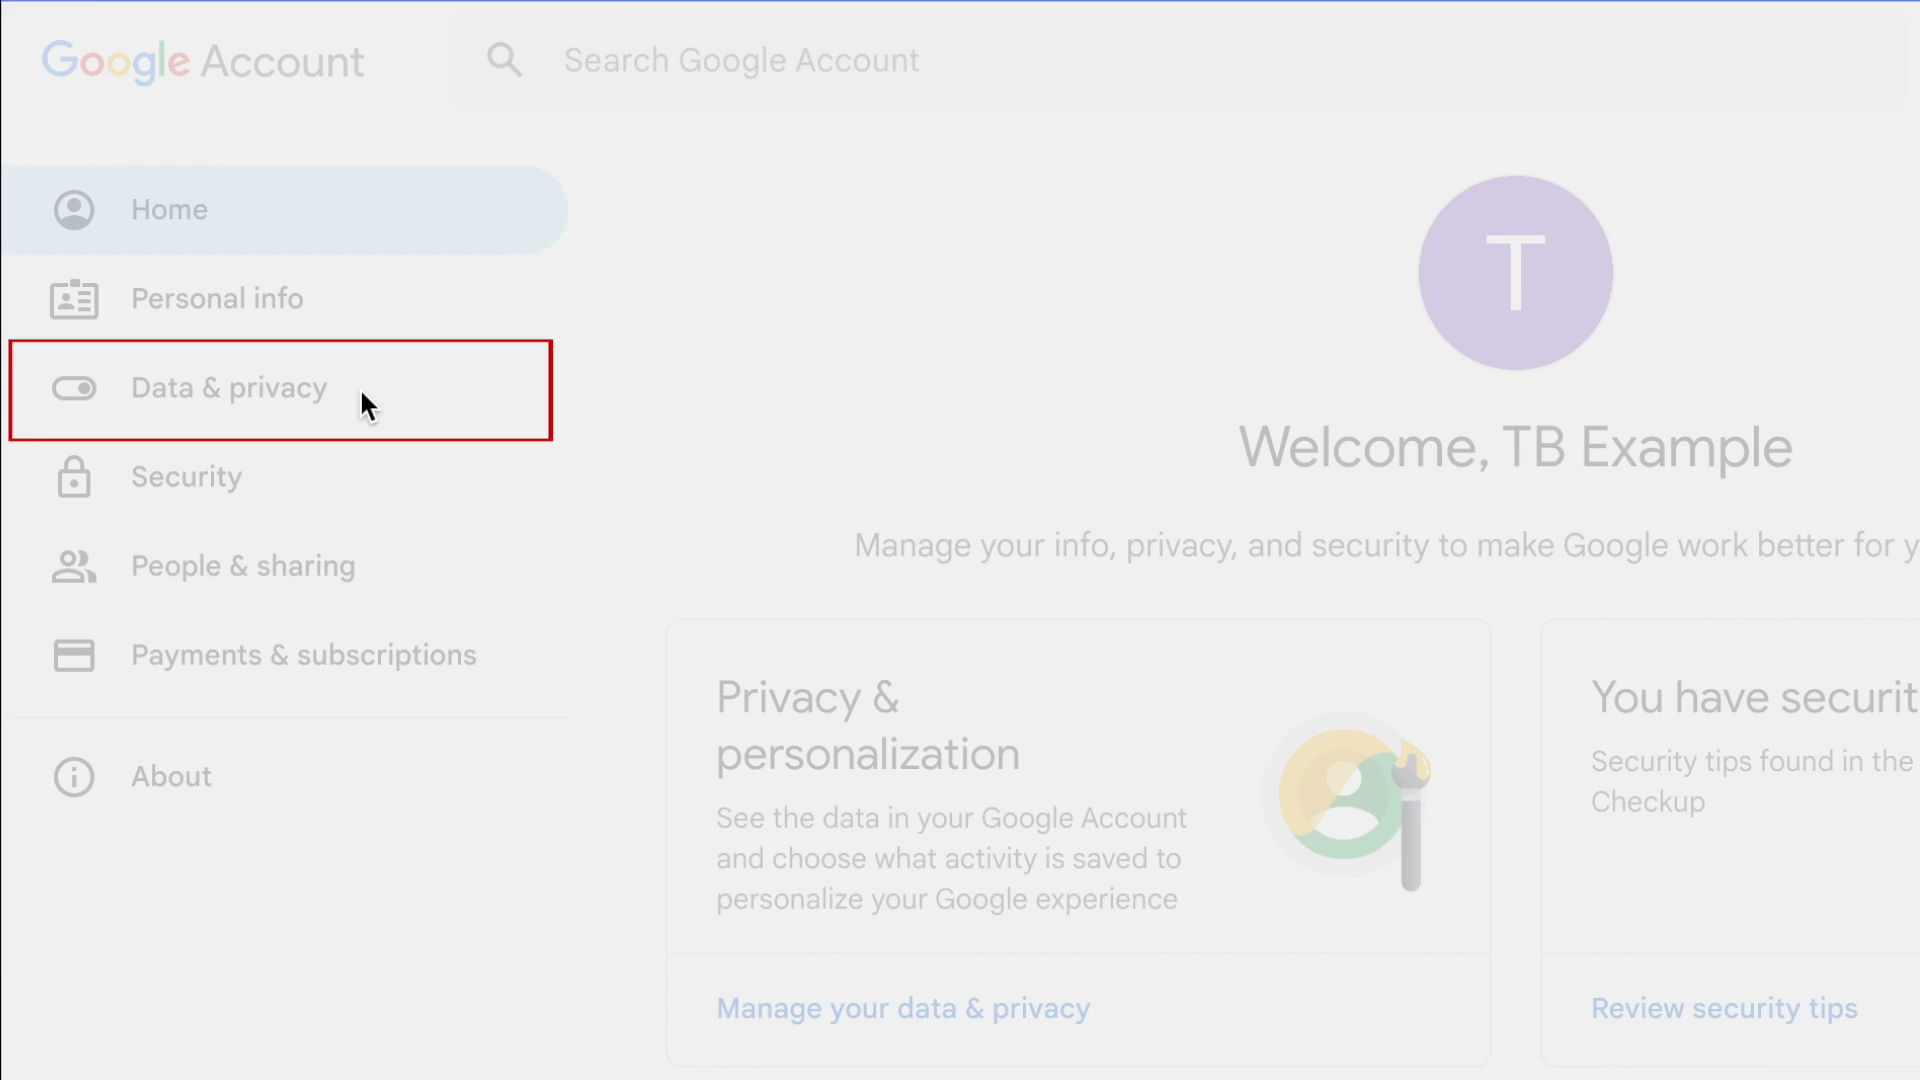 Google Account
Search Google Account
Home
Personal info
Data & privacy
Security
People & sharing
Payments & subscriptions
About
T
Welcome, TB Example
Manage your info, privacy, and security to make Google work better for y
Privacy &
personalization
See the data in your Google Account
and choose what activity is saved to
personalize your Google experience
Manage your data & privacy
You have securit
Security tips found in the
Checkup
Review security tips